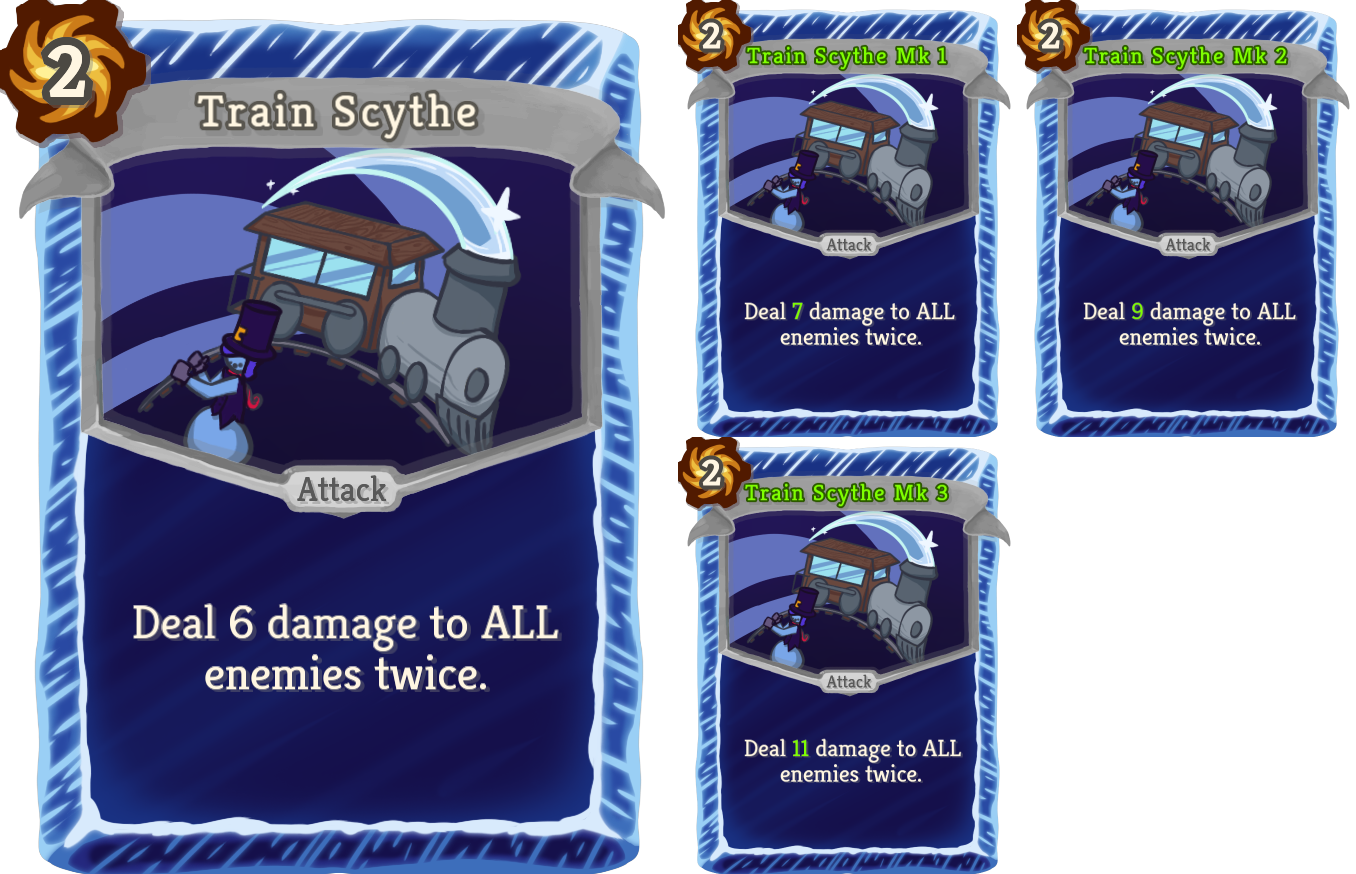 2
Train Scythe
Attack
Deal 6 damage to ALL
enemies twice.
2
Train Scythe Mk 1
Attack
Deal 7 damage to ALL
enemies twice.
2
Train Scythe Mk 2
Attack
Deal 9 damage to ALL
enemies twice.
2
Train Scythe Mk 3
Attack
Deal 11 damage to ALL
enemies twice.